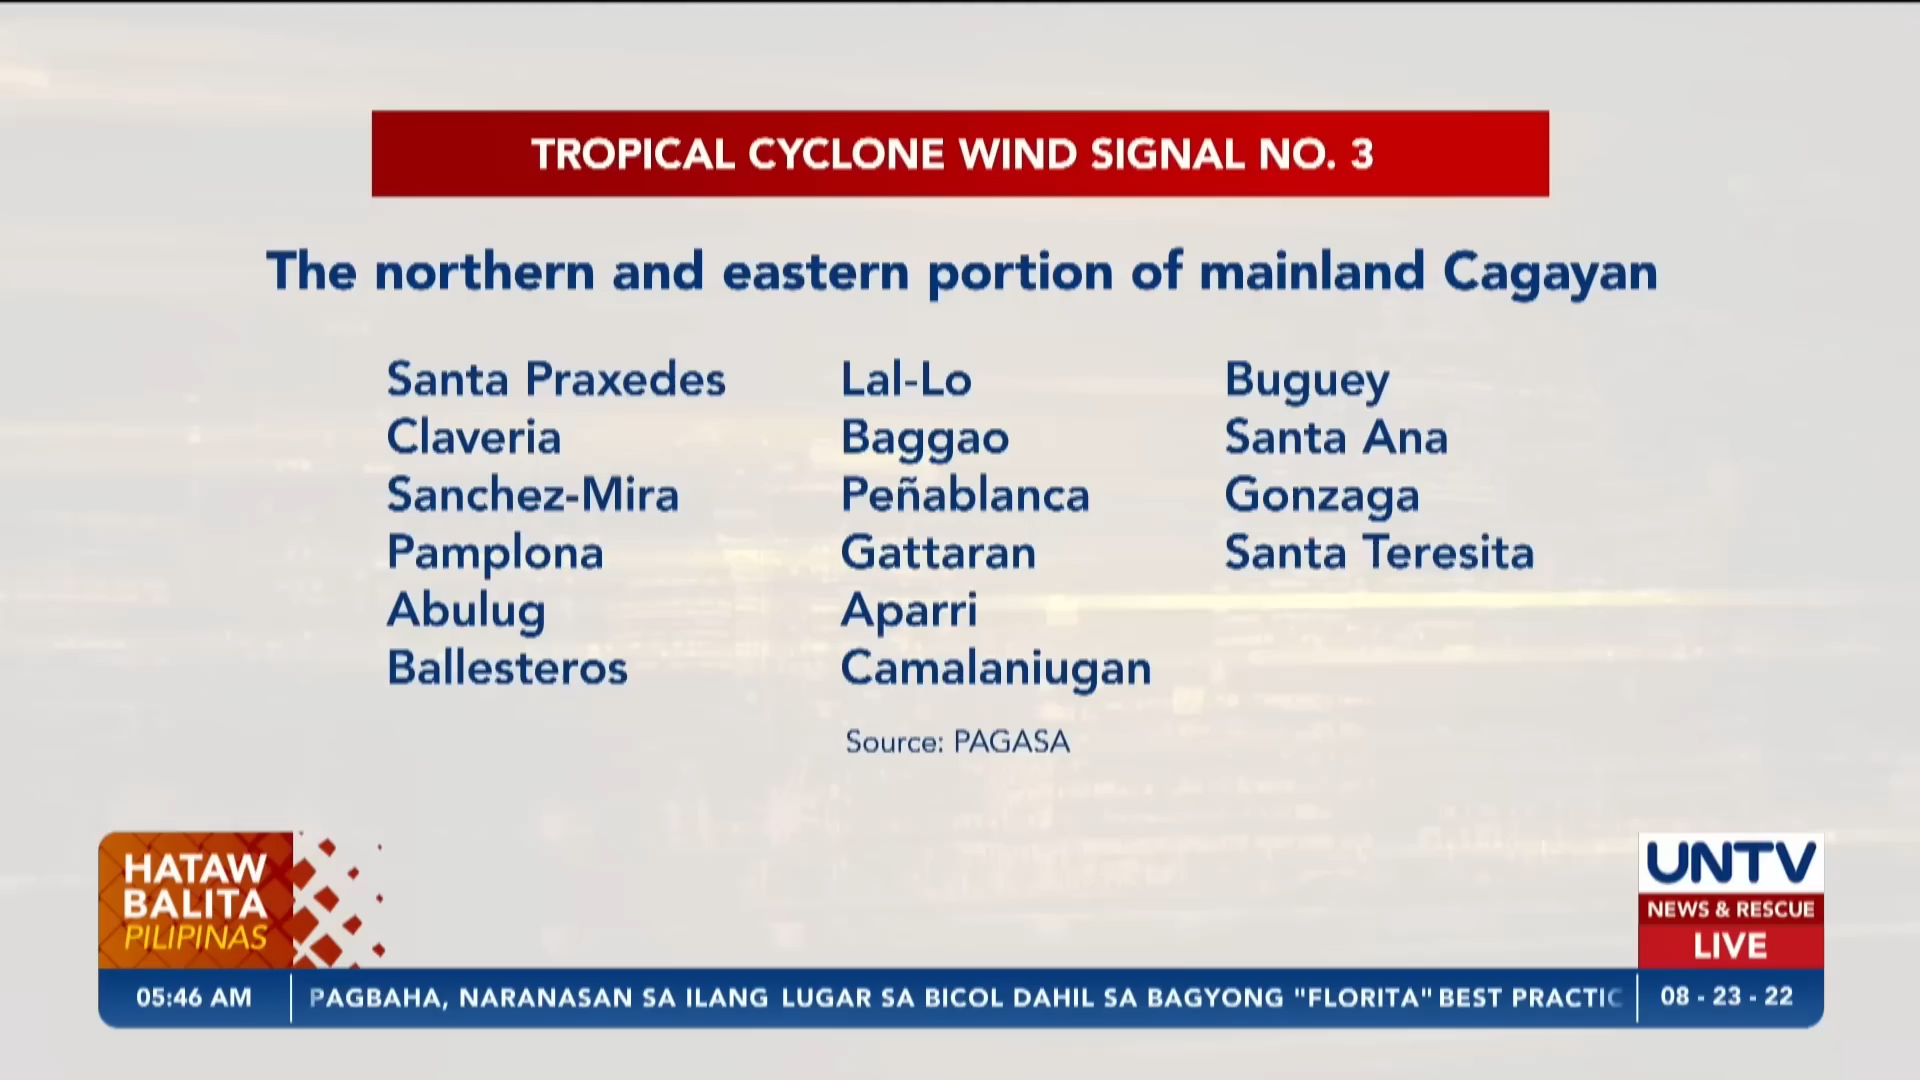 TROPICAL CYCLONE WIND SIGNAL NO. 3
The northern and eastern portion of mainland Cagayan
Santa Praxedes
Claveria
Sanchez-Mira
Pamplona
Abulug
Ballesteros
Lal-Lo
Baggao
Peñablanca
Gattaran
Aparri
Camalaniugan
Buguey
Santa Ana
Gonzaga
Santa Teresita
Source: PAGASA
HATAW
BALITA
PILIPINAS
UNTV
NEWS & RESCUE
LIVE
05:46 AM
PAGBAHA, NARANASAN SA ILANG LUGAR SA BICOL DAHIL SA BAGYONG "FLORITA" BEST PRACTIC
08 - 23 - 22